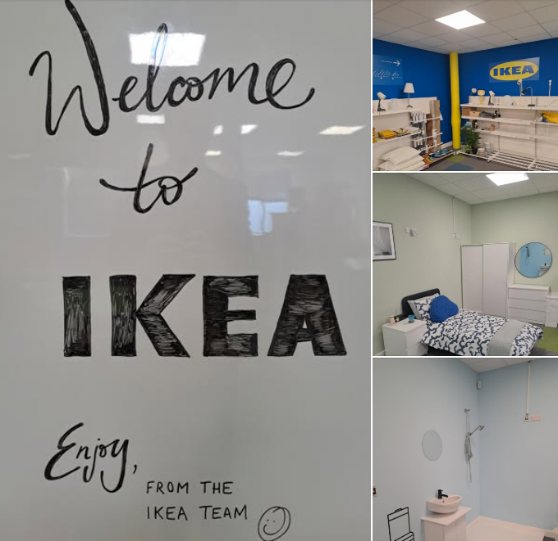 Welcome
to
IKEA
Enjoy,
FROM THE
IKEA TEAM
IKEA